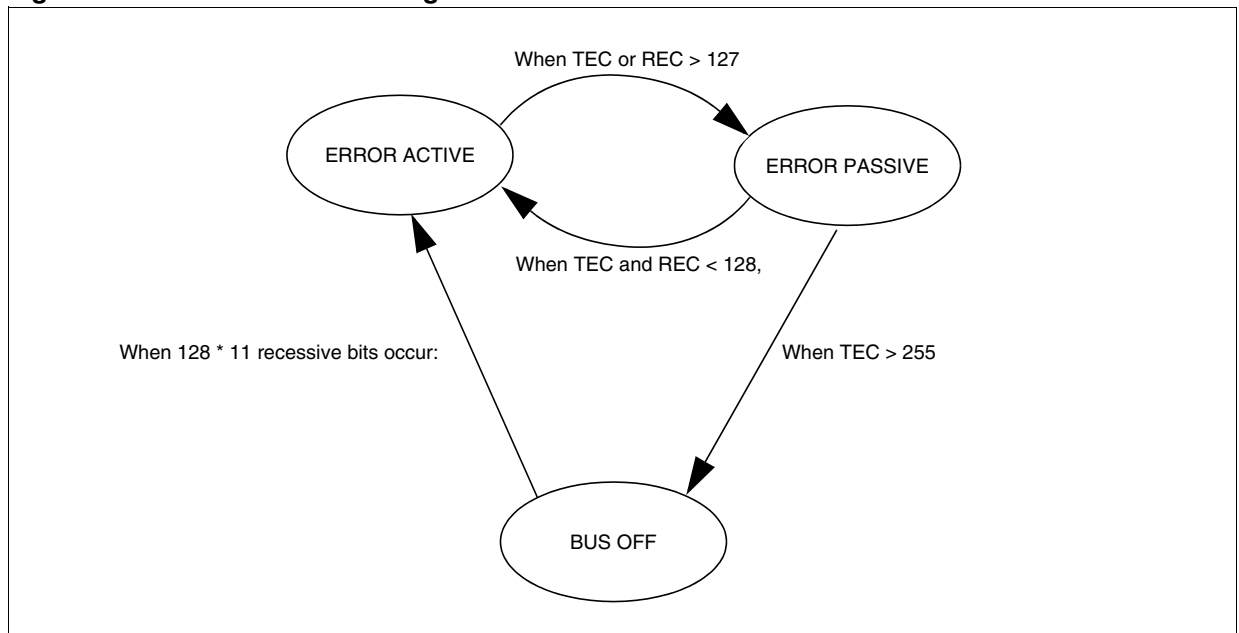 When TEC or REC > 127
ERROR ACTIVE
ERROR PASSIVE
When TEC and REC < 128,
When 128 * 11 recessive bits occur:
When TEC > 255
BUS OFF